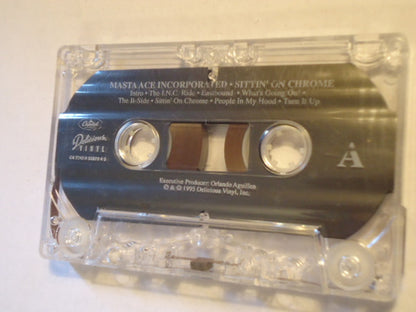 MASTA ACE INCORPORATED • SITTIN' ON CHROME
Intro • The I.N.C. Ride • Eastbound • What's Going On! •
The B-Side • Sittin' On Chrome • People In My Hood • Turn It Up
Capitol
Delicious
VINYL
A
Executive Producer: Orlando Aguillen
© & ℗ 1995 Delicious Vinyl, Inc.